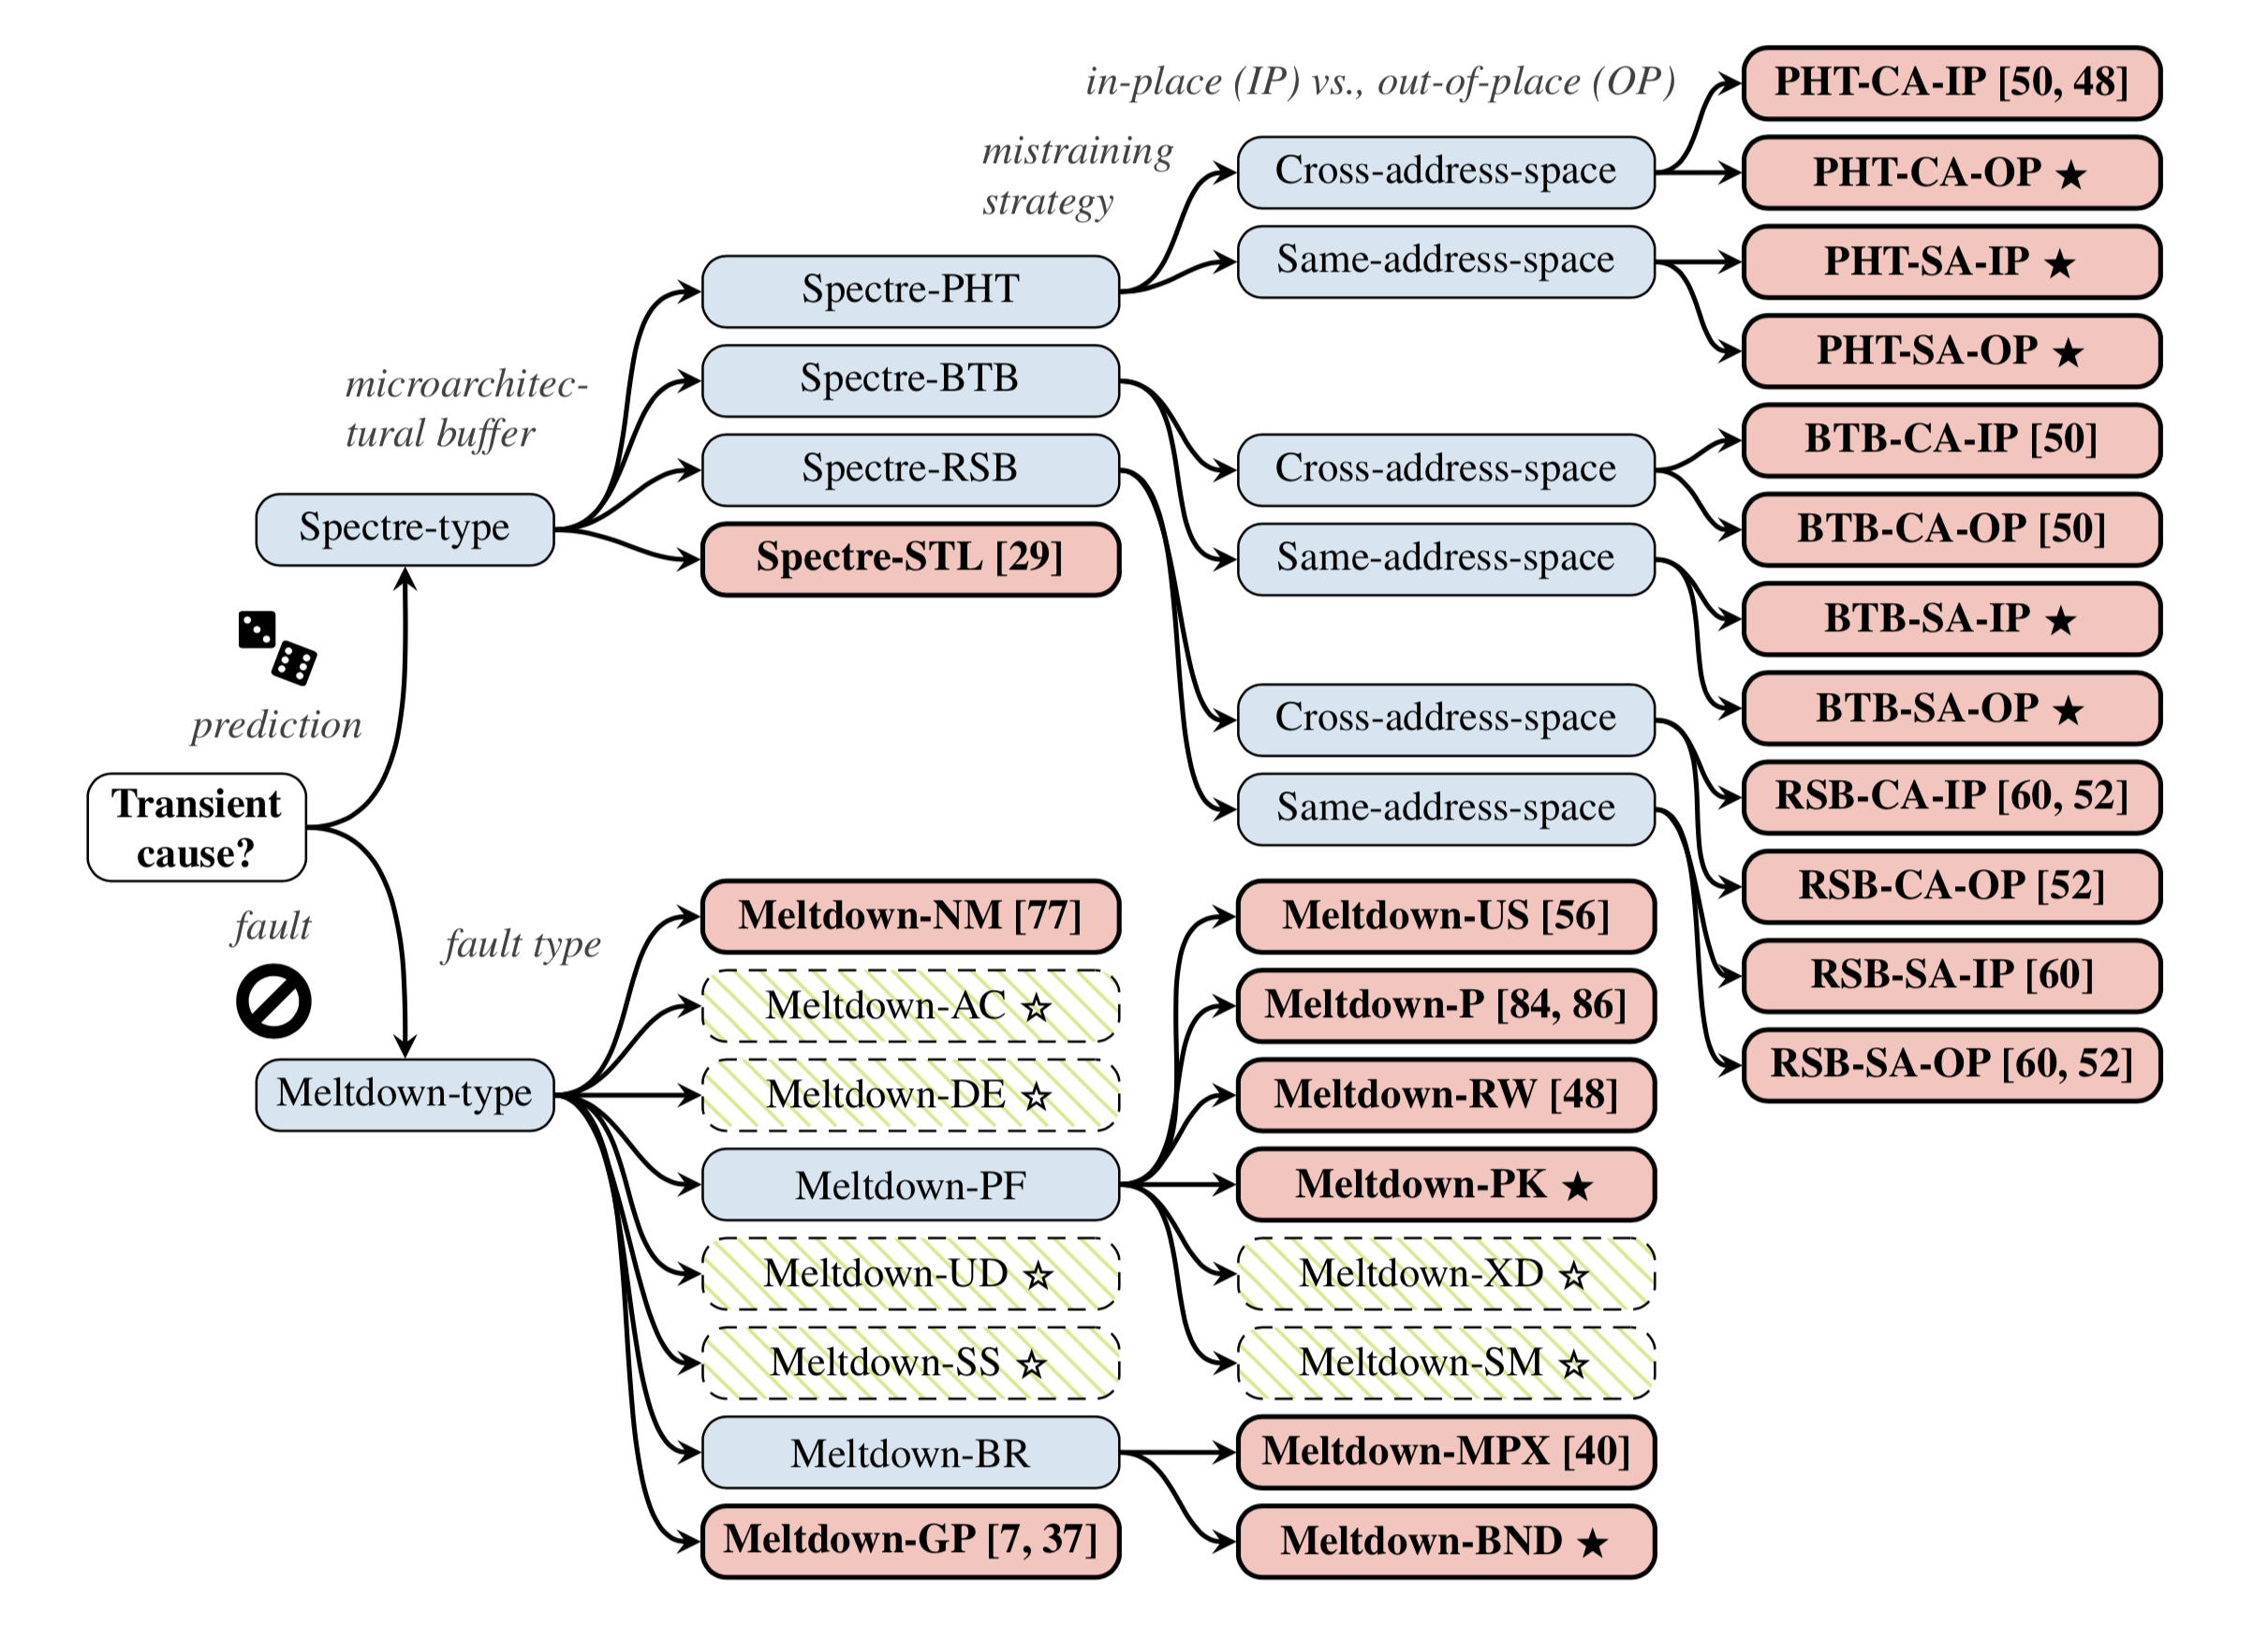 in-place (IP) vs., out-of-place (OP)
mistraining
strategy
microarchitec-
tural buffer
prediction
Transient
cause?
fault
fault type
Spectre-type
Meltdown-type
Spectre-PHT
Spectre-BTB
Spectre-RSB
Spectre-STL [29]
Meltdown-NM [77]
Meltdown-AC ☆
Meltdown-DE ☆
Meltdown-PF
Meltdown-UD ☆
Meltdown-SS ☆
Meltdown-BR
Meltdown-GP [7, 37]
Cross-address-space
Same-address-space
Cross-address-space
Same-address-space
Cross-address-space
Same-address-space
Meltdown-US [56]
Meltdown-P [84, 86]
Meltdown-RW [48]
Meltdown-PK ★
Meltdown-XD ☆
Meltdown-SM ☆
Meltdown-MPX [40]
Meltdown-BND ★
PHT-CA-IP [50, 48]
PHT-CA-OP ★
PHT-SA-IP ★
PHT-SA-OP ★
BTB-CA-IP [50]
BTB-CA-OP [50]
BTB-SA-IP ★
BTB-SA-OP ★
RSB-CA-IP [60, 52]
RSB-CA-OP [52]
RSB-SA-IP [60]
RSB-SA-OP [60, 52]